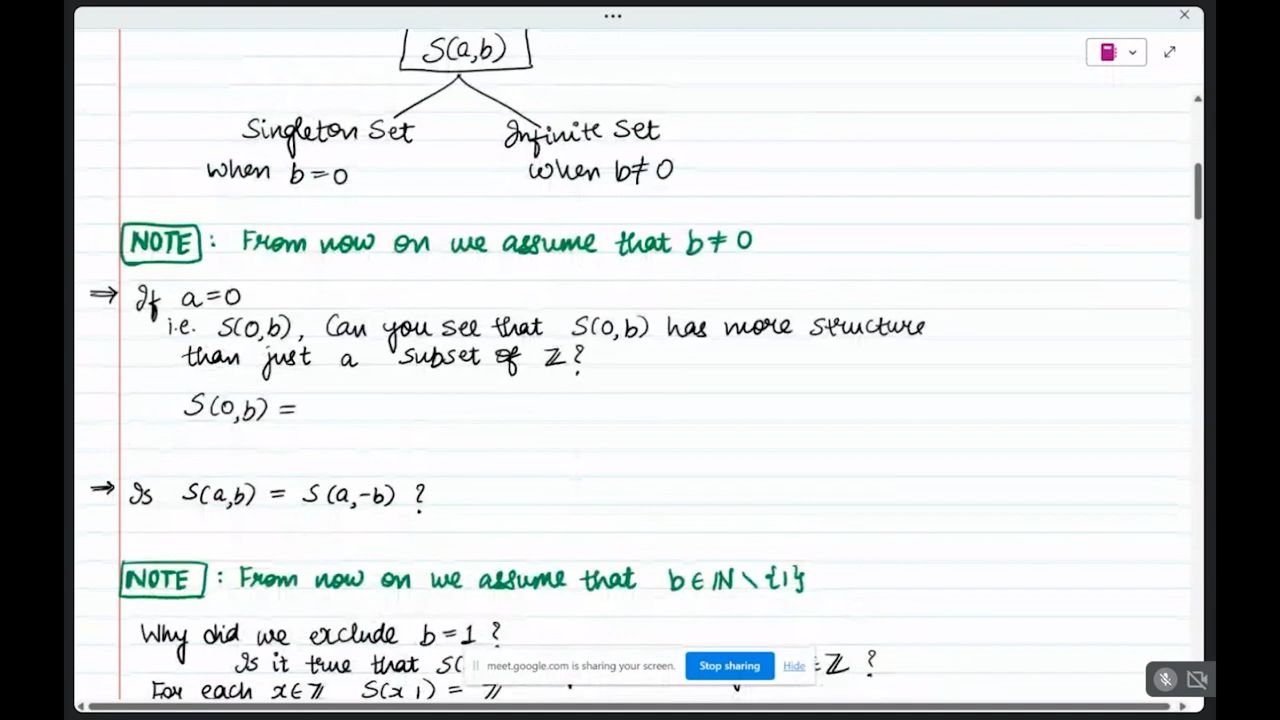 S(a,b)
Singleton Set
when b=0
Infinite Set
when b≠0
NOTE : From now on we assume that b≠0
⇒ If a=0
i.e. S(0,b), Can you see that S(0,b) has more structure
than just a subset of ℤ?
S(0,b) =
⇒ Is S(a,b) = S(a,-b) ?
NOTE : From now on we assume that b∈ℕ∖{1}
Why did we exclude b=1 ?
Is it true that S( ∈ℤ ?
meet.google.com is sharing your screen. Stop sharing Hide
For each x∈ℤ S(x 1) = ℤ